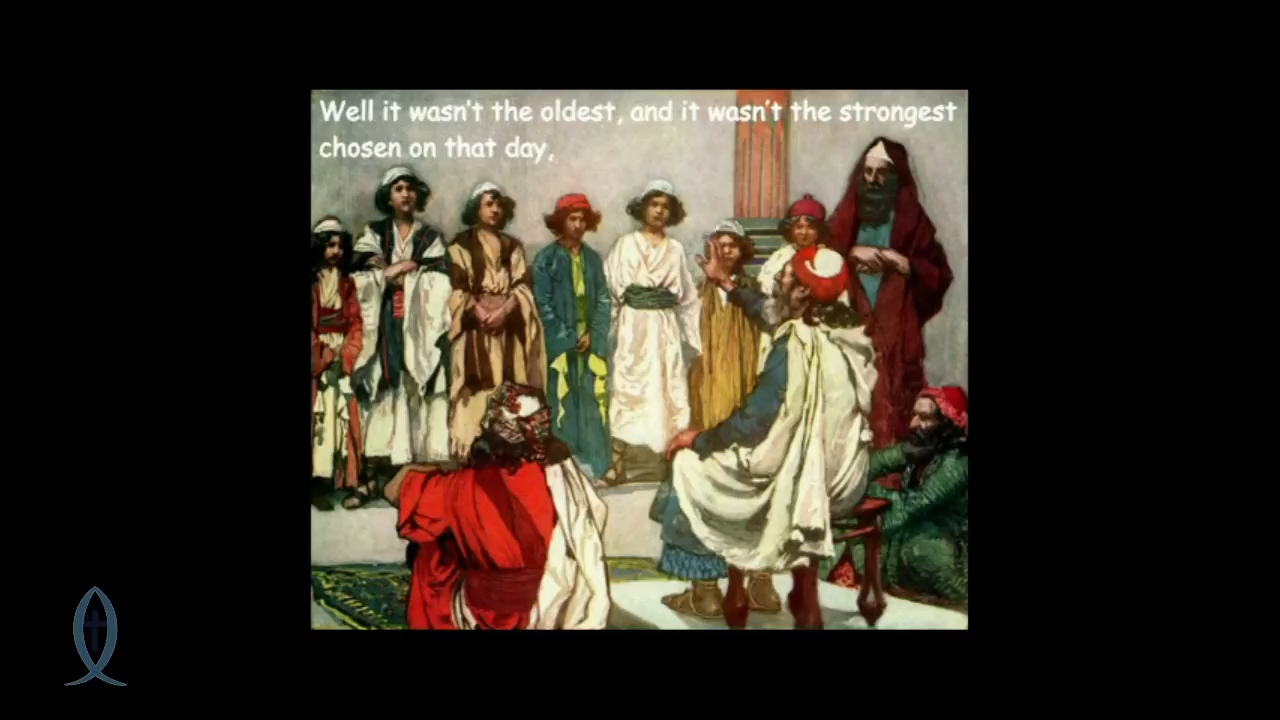 Well it wasn't the oldest, and it wasn't the strongest
chosen on that day,